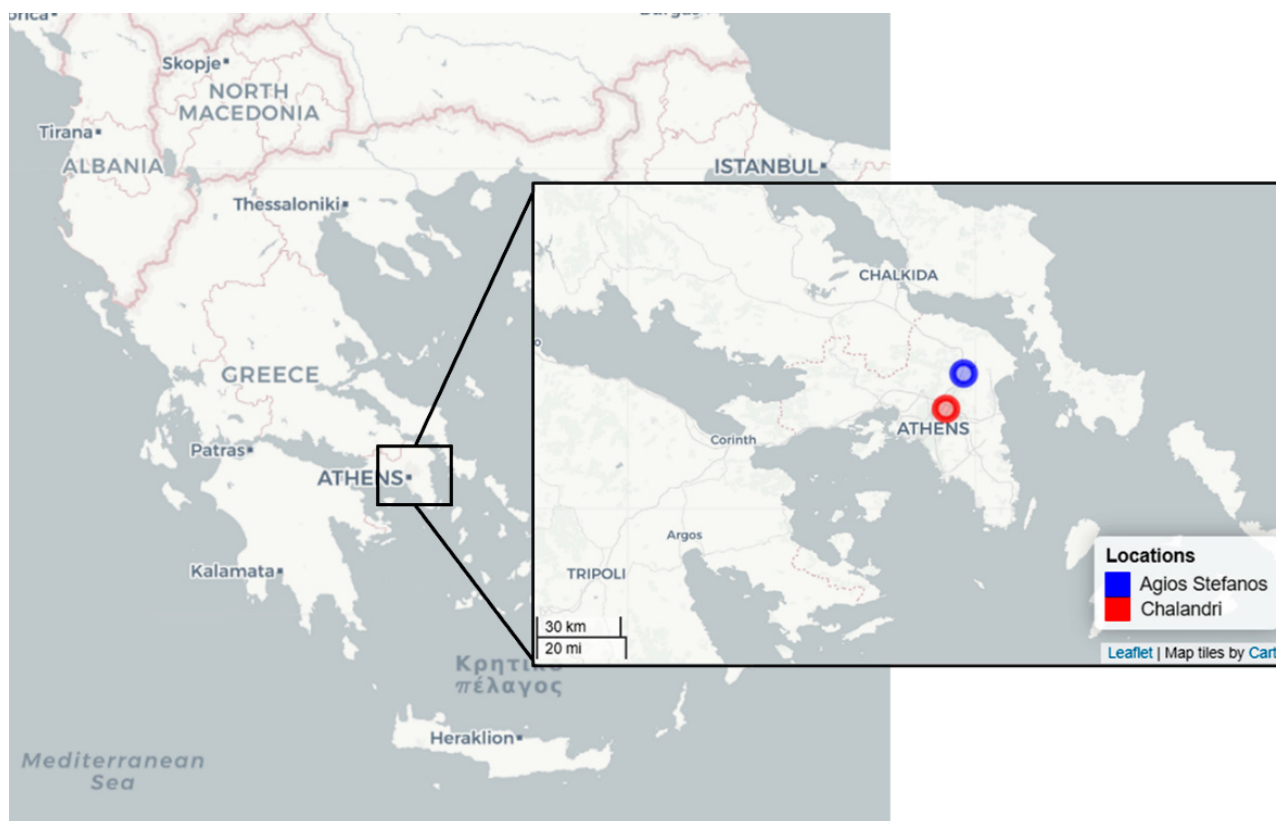 Skopje
NORTH
MACEDONIA
Tirana
ALBANIA
ISTANBUL
Thessaloniki
GREECE
Patras
ATHENS
Kalamata
πέλαγος
Heraklion
Mediterranean
Sea
CHALKIDA
ATHENS
Corinth
Argos
TRIPOLI
30 km
20 mi
Locations
Agios Stefanos
Chalandri
Leaflet | Map tiles by Cart